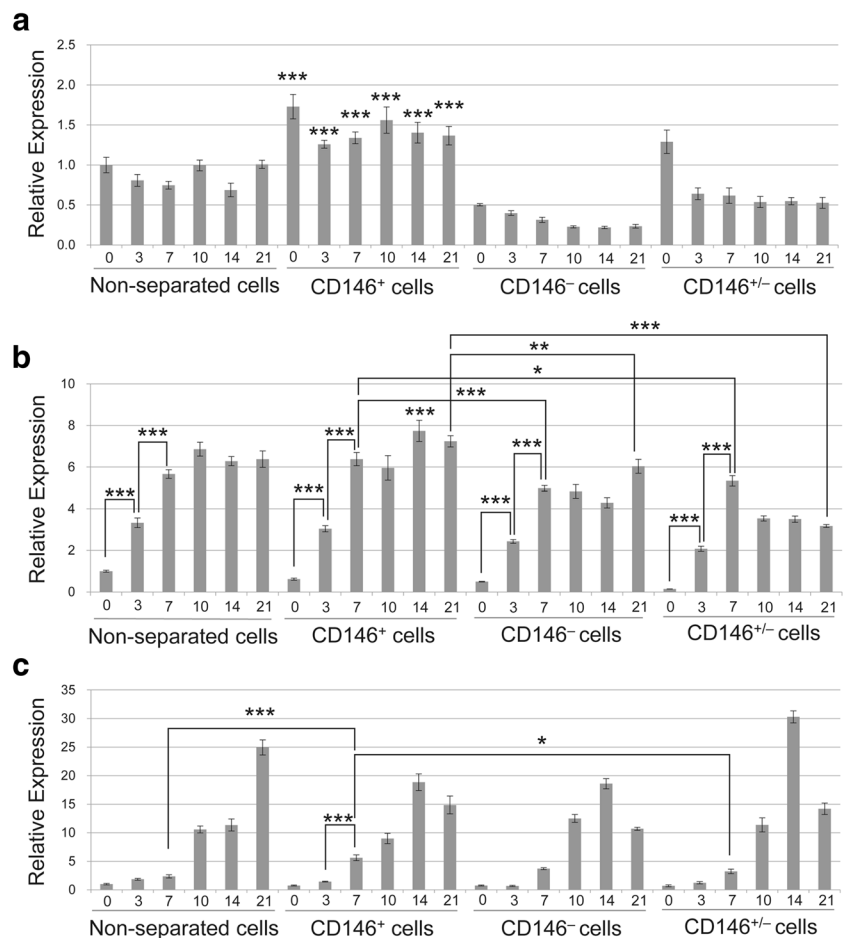 a
Relative Expression
2.5
2.0
1.5
1.0
0.5
0.0
*** *** *** *** *** ***
0 3 7 10 14 21 0 3 7 10 14 21 0 3 7 10 14 21 0 3 7 10 14 21
Non-separated cells CD146⁺ cells CD146⁻ cells CD146⁺/⁻ cells
b
Relative Expression
***
**
*
***
10
8
6
4
2
0
*** *** *** *** *** *** *** *** ***
0 3 7 10 14 21 0 3 7 10 14 21 0 3 7 10 14 21 0 3 7 10 14 21
Non-separated cells CD146⁺ cells CD146⁻ cells CD146⁺/⁻ cells
c
Relative Expression
35
30
25
20
15
10
5
0
***
*
***
0 3 7 10 14 21 0 3 7 10 14 21 0 3 7 10 14 21 0 3 7 10 14 21
Non-separated cells CD146⁺ cells CD146⁻ cells CD146⁺/⁻ cells